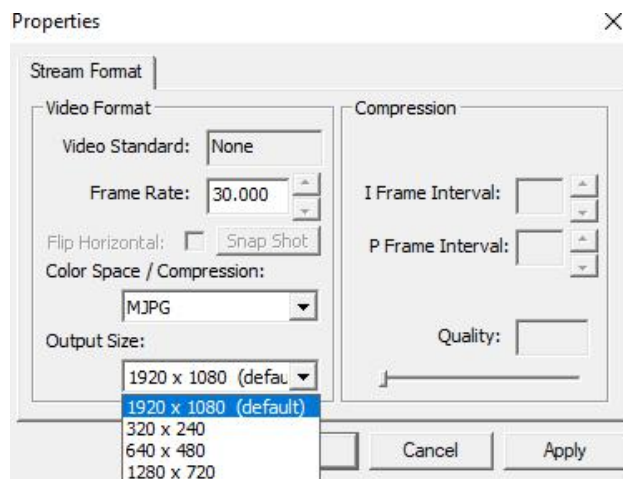 Properties
Stream Format
Video Format
Video Standard: None
Frame Rate: 30.000
Flip Horizontal: Snap Shot
Color Space / Compression:
MJPG
Output Size:
1920 x 1080 (defau
1920 x 1080 (default)
320 x 240
640 x 480
1280 x 720
Compression
I Frame Interval:
P Frame Interval:
Quality:
Cancel Apply